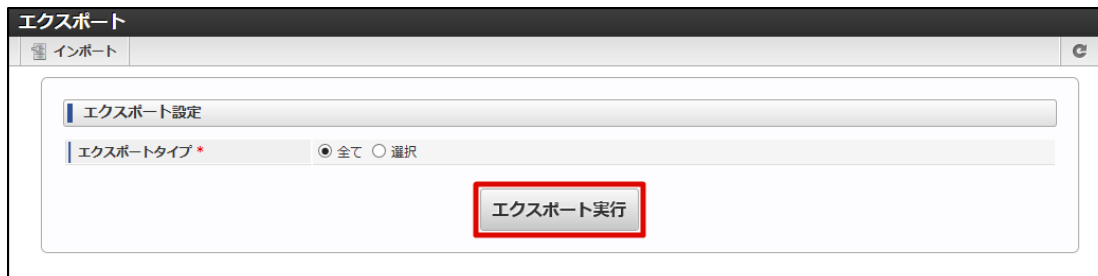 エクスポート
インポート
エクスポート設定
エクスポートタイプ * 全て 選択
エクスポート実行